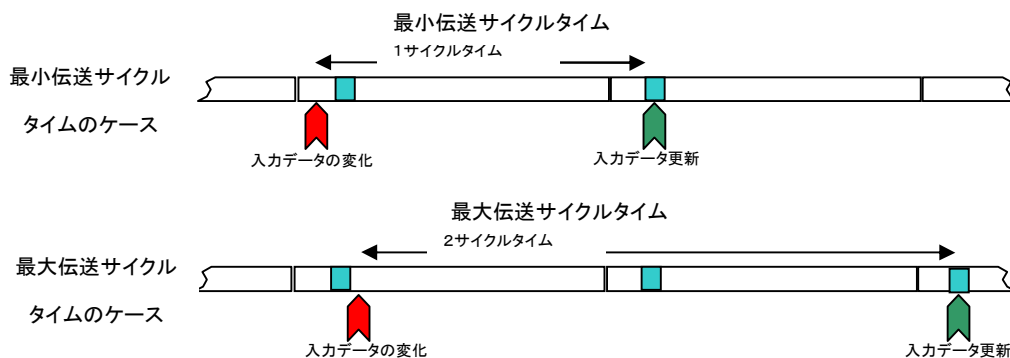 最小伝送サイクルタイム
1サイクルタイム
最小伝送サイクル
タイムのケース
入力データの変化
入力データ更新
最大伝送サイクルタイム
2サイクルタイム
最大伝送サイクル
タイムのケース
入力データの変化
入力データ更新